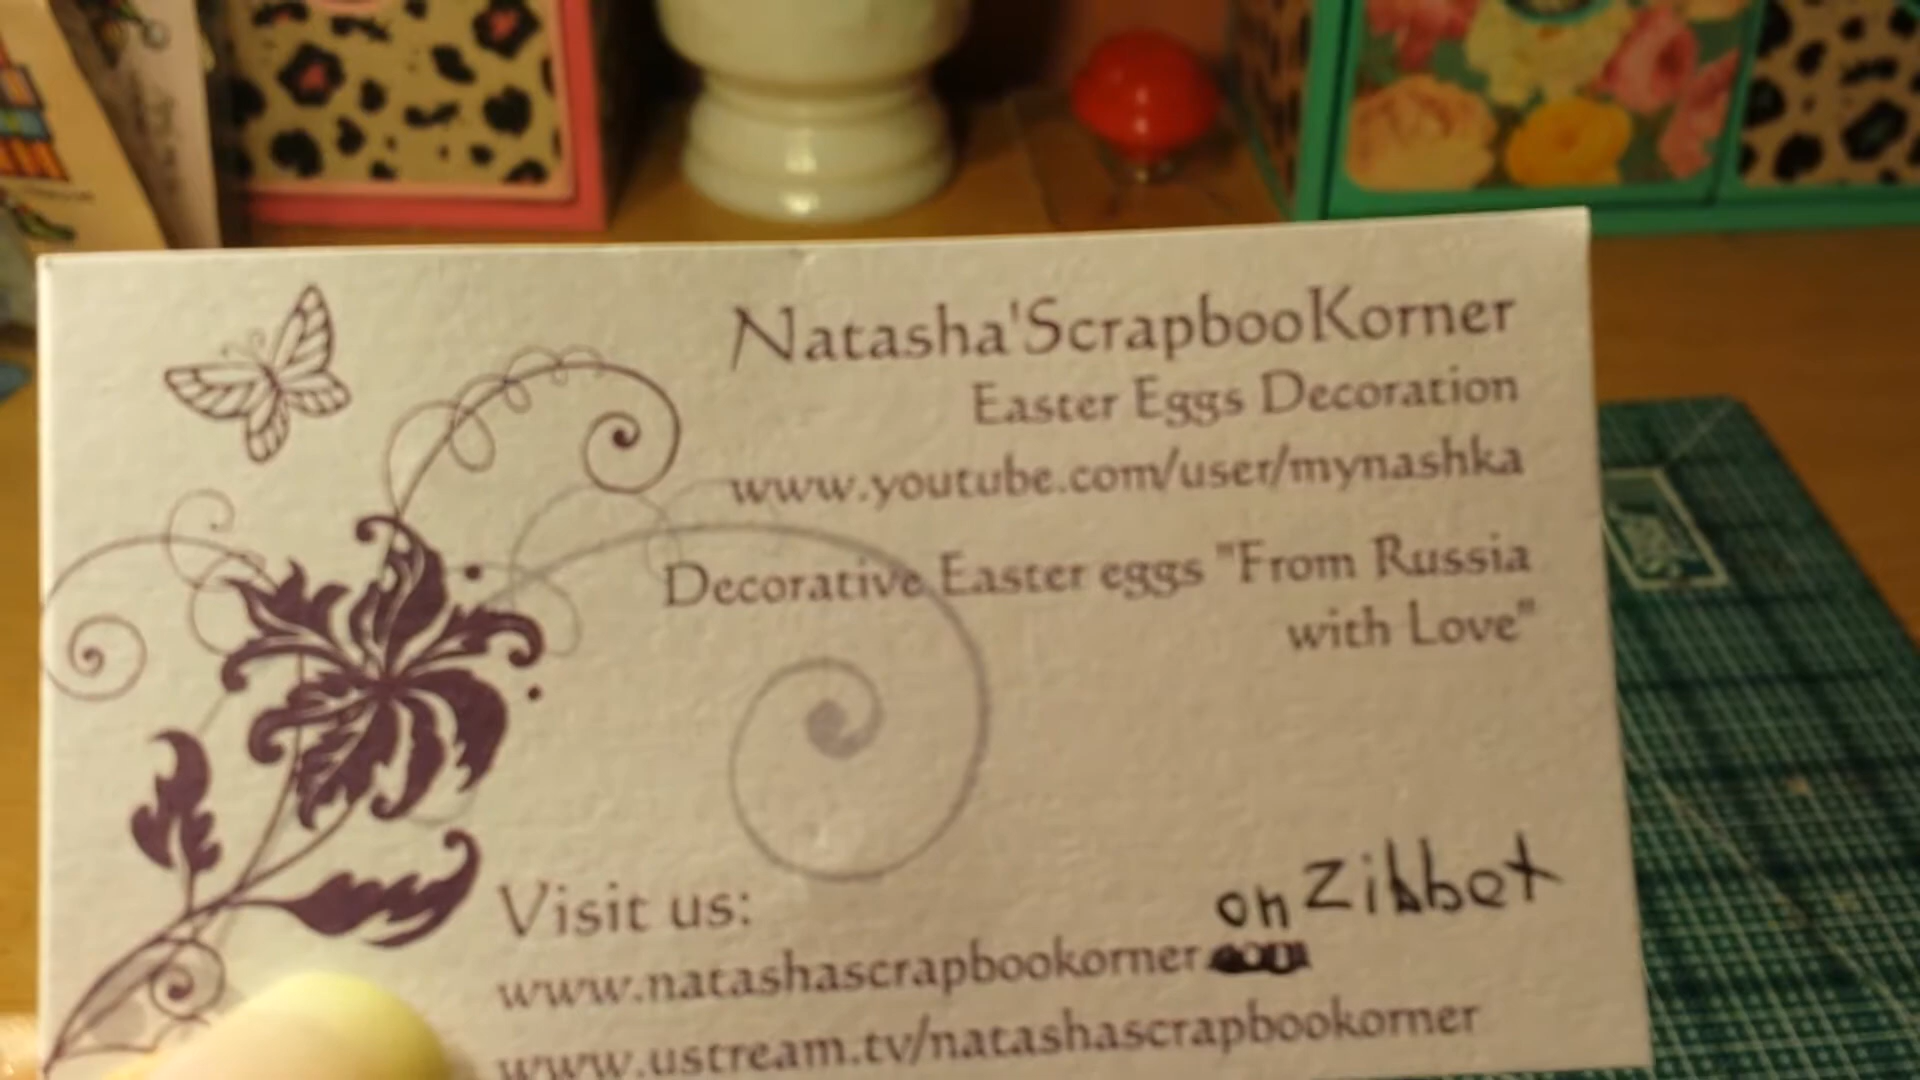 Natasha'ScrapbooKorner
Easter Eggs Decoration
www.youtube.com/user/mynashka
Decorative Easter eggs "From Russia
with Love"
Visit us:
on Zibbet
www.natashascrapbookorner
www.ustream.tv/natashascrapbookorner